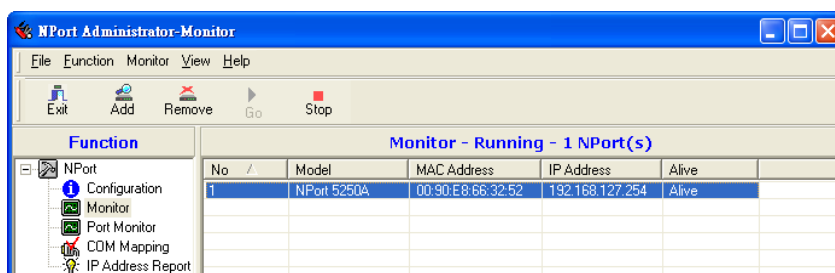 NPort Administrator-Monitor
File Function Monitor View Help
Exit Add Remove Go Stop
Function
Monitor - Running - 1 NPort(s)
NPort
Configuration
Monitor
Port Monitor
COM Mapping
IP Address Report
No Model MAC Address IP Address Alive
1 NPort 5250A 00:90:E8:66:32:52 192.168.127.254 Alive